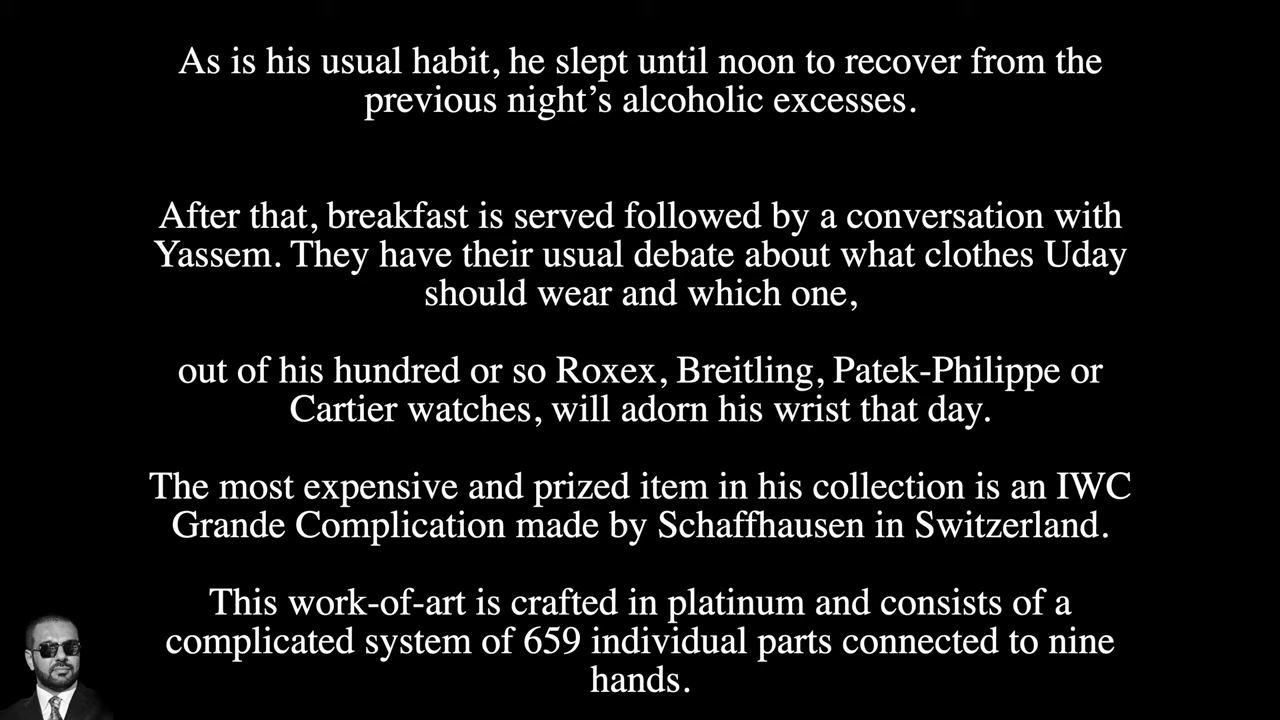 As is his usual habit, he slept until noon to recover from the
previous night’s alcoholic excesses.
After that, breakfast is served followed by a conversation with
Yassem. They have their usual debate about what clothes Uday
should wear and which one,
out of his hundred or so Roxex, Breitling, Patek-Philippe or
Cartier watches, will adorn his wrist that day.
The most expensive and prized item in his collection is an IWC
Grande Complication made by Schaffhausen in Switzerland.
This work-of-art is crafted in platinum and consists of a
complicated system of 659 individual parts connected to nine
hands.